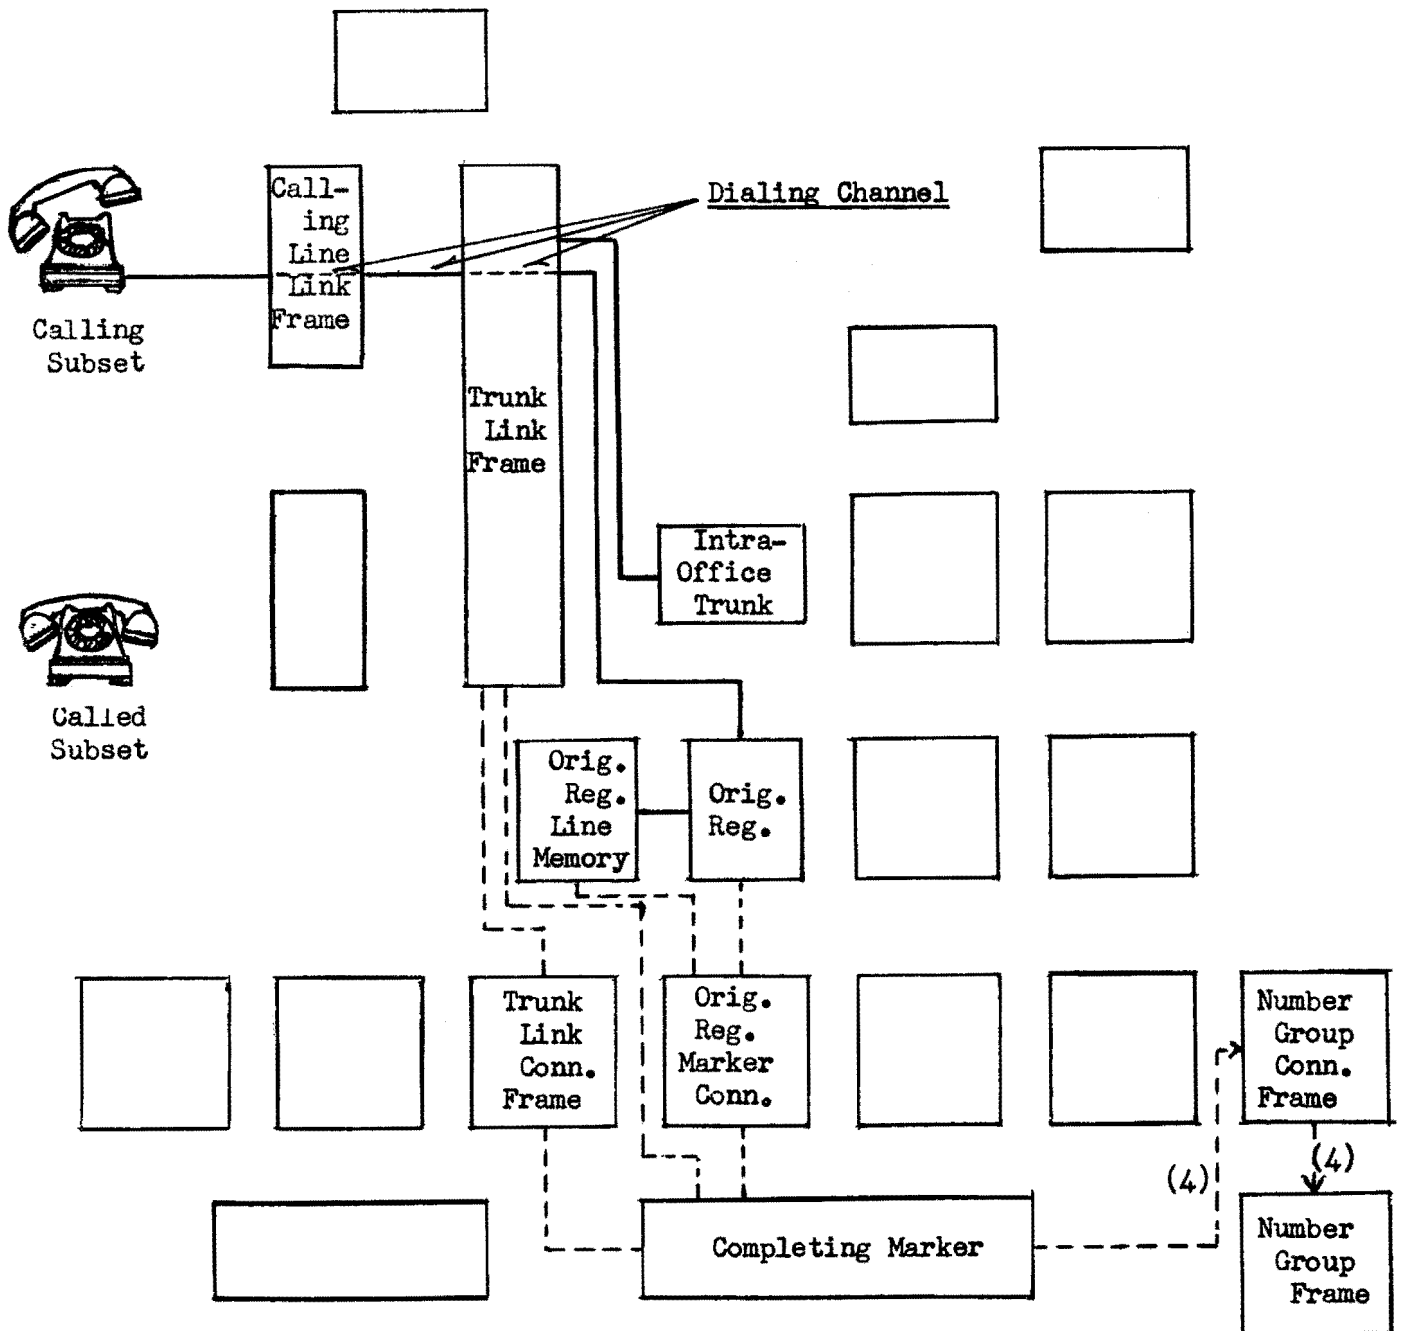 Call-
ing
Line
Link
Frame
Dialing Channel
Calling
Subset
Trunk
Link
Frame
Intra-
Office
Trunk
Called
Subset
Orig.
Reg.
Line
Memory
Orig.
Reg.
Trunk
Link
Conn.
Frame
Orig.
Reg.
Marker
Conn.
Number
Group
Conn.
Frame
(4)
(4)
Completing Marker
Number
Group
Frame